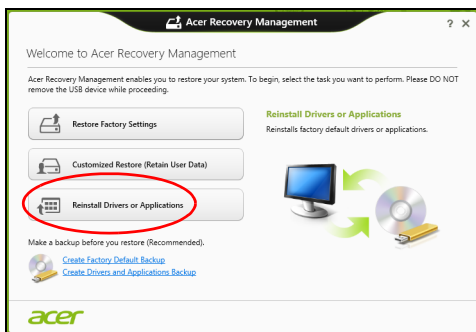 Acer Recovery Management
? X
Welcome to Acer Recovery Management
Acer Recovery Management enables you to restore your system. To begin, select the task you want to perform. Please DO NOT
remove the USB device while proceeding.
Restore Factory Settings
Customized Restore (Retain User Data)
Reinstall Drivers or Applications
Reinstall Drivers or Applications
Reinstalls factory default drivers or applications.
Make a backup before you restore (Recommended).
Create Factory Default Backup
Create Drivers and Applications Backup
acer